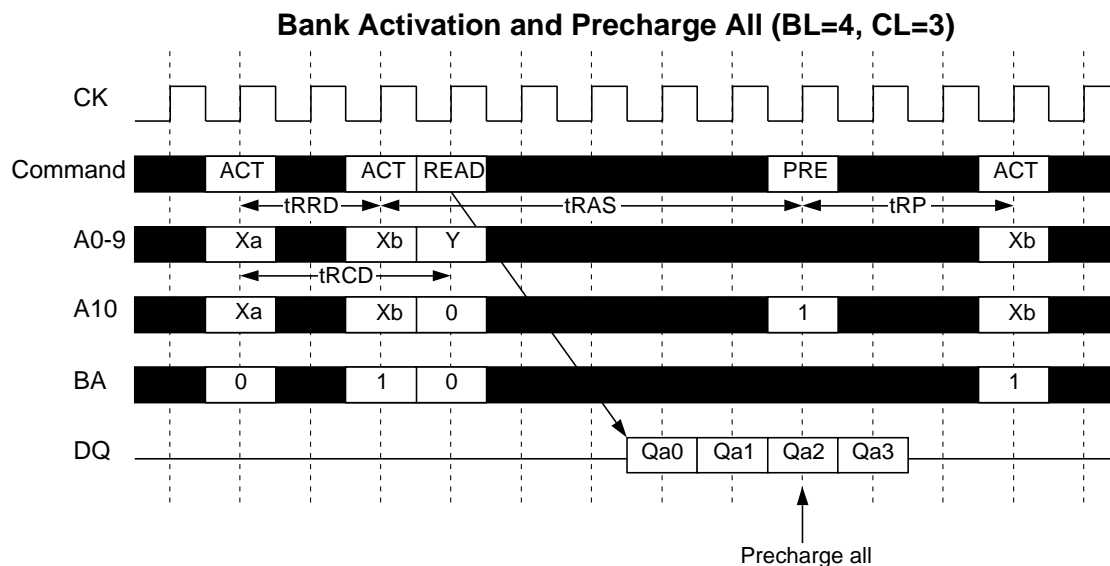 Bank Activation and Precharge All (BL=4, CL=3)
CK
Command ACT ACT READ PRE ACT
tRRD tRAS tRP
A0-9 Xa Xb Y Xb
tRCD
A10 Xa Xb 0 1 Xb
BA 0 1 0 1
DQ Qa0 Qa1 Qa2 Qa3
Precharge all